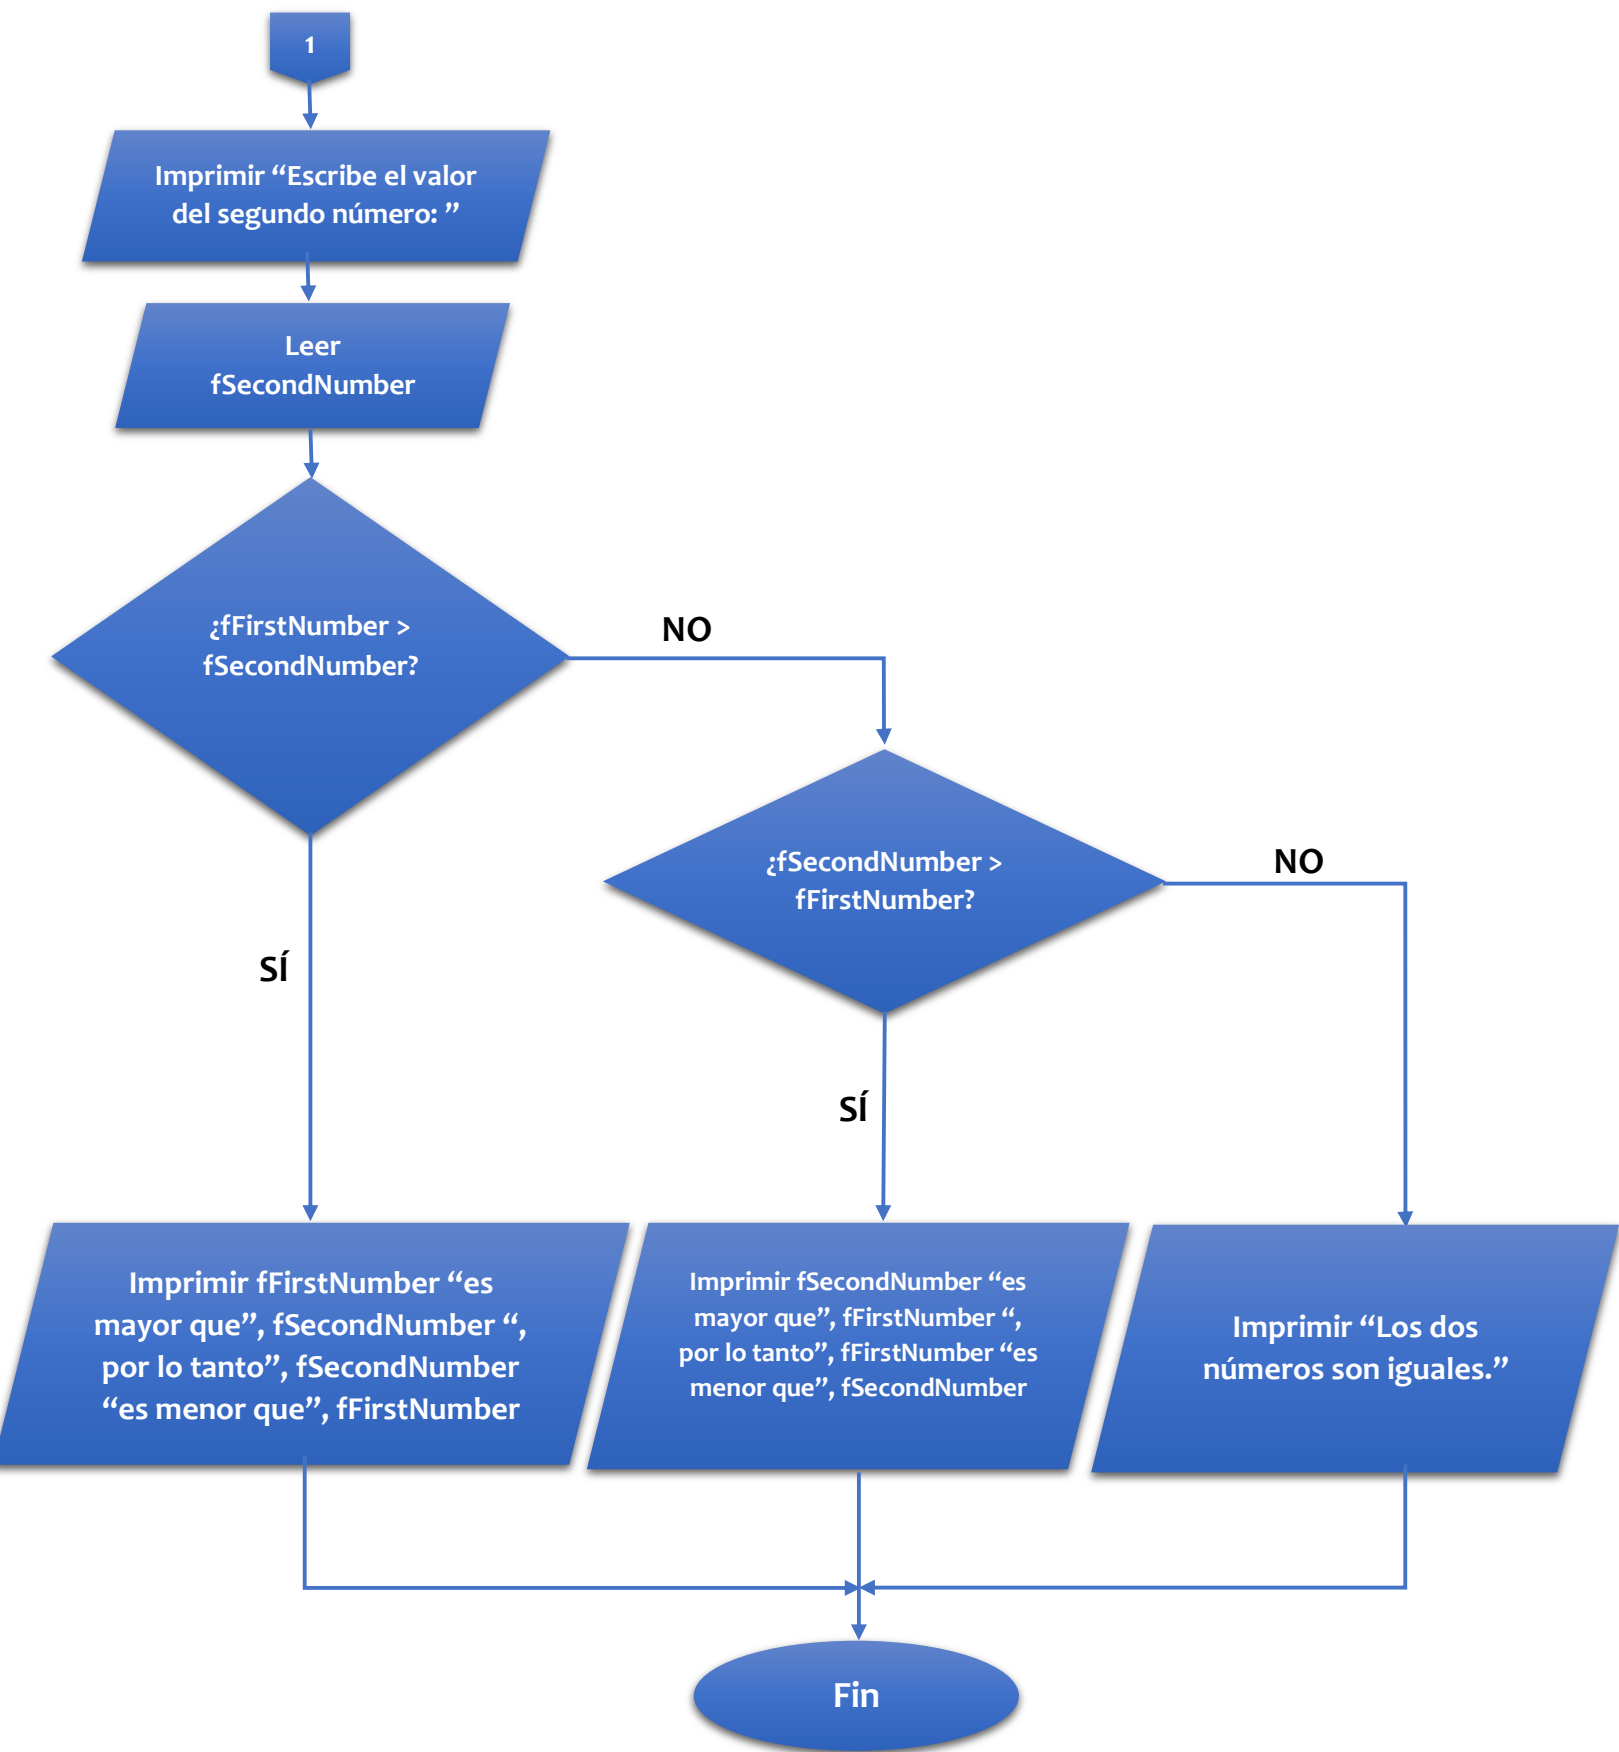 1
Imprimir “Escribe el valor
del segundo número: ”
Leer
fSecondNumber
¿fFirstNumber >
fSecondNumber?
NO
¿fSecondNumber >
fFirstNumber?
NO
SÍ
SÍ
Imprimir fFirstNumber “es
mayor que”, fSecondNumber “,
por lo tanto”, fSecondNumber
“es menor que”, fFirstNumber
Imprimir fSecondNumber “es
mayor que”, fFirstNumber “,
por lo tanto”, fFirstNumber “es
menor que”, fSecondNumber
Imprimir “Los dos
números son iguales.”
Fin